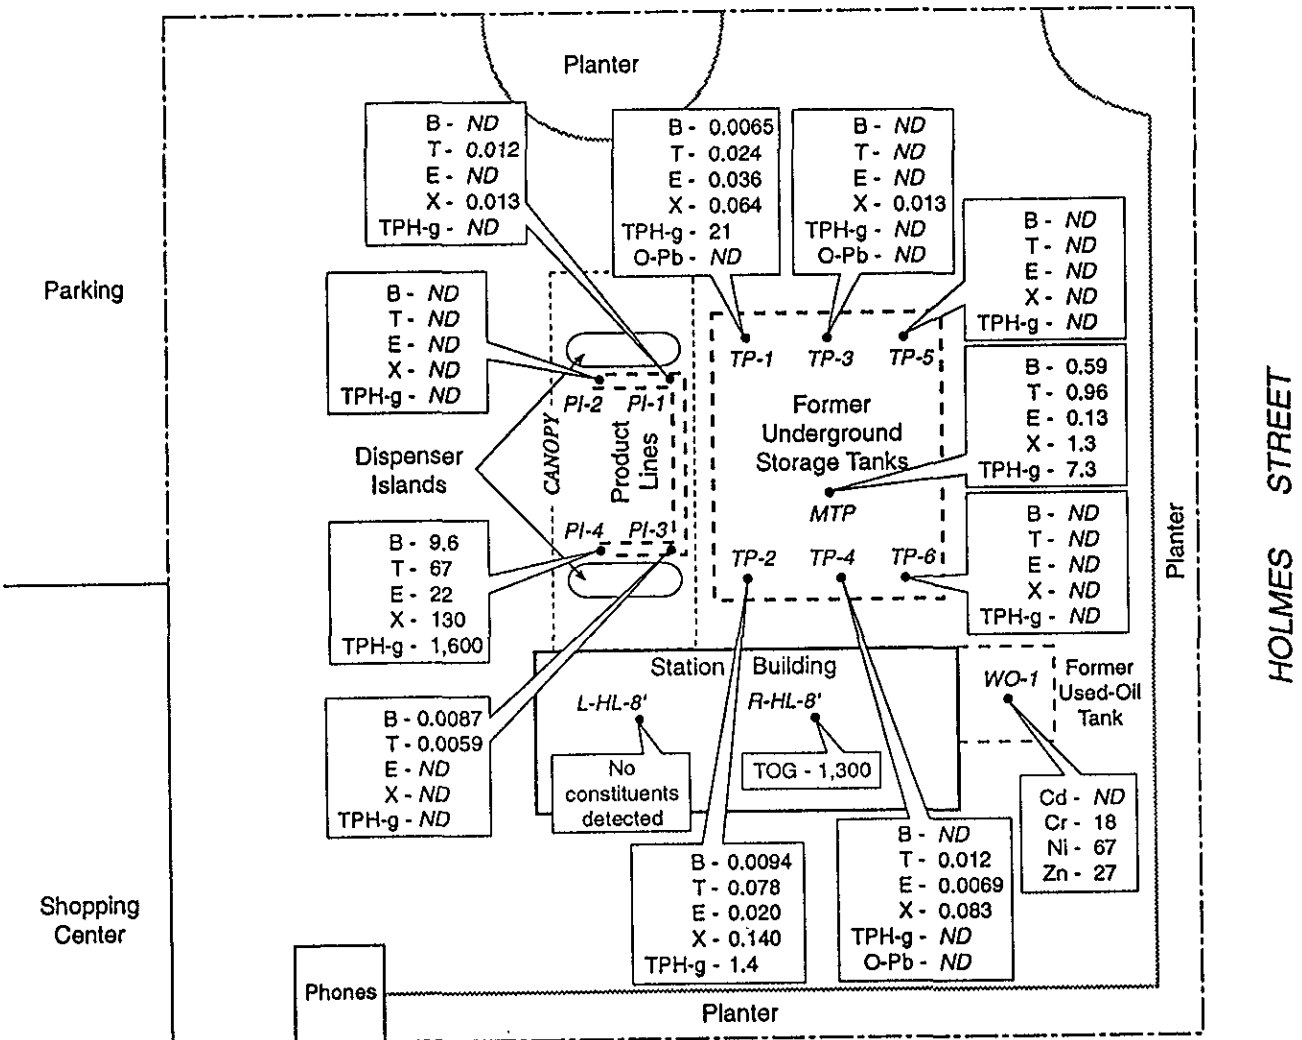 Planter
B - ND
T - 0.012
E - ND
X - 0.013
TPH-g - ND
B - 0.0065
T - 0.024
E - 0.036
X - 0.064
TPH-g - 21
O-Pb - ND
B - ND
T - ND
E - ND
X - 0.013
TPH-g - ND
O-Pb - ND
B - ND
T - ND
E - ND
X - ND
TPH-g - ND
Parking
B - ND
T - ND
E - ND
X - ND
TPH-g - ND
TP-1
TP-3
TP-5
PI-2
PI-1
Former
Underground
Storage Tanks
B - 0.59
T - 0.96
E - 0.13
X - 1.3
TPH-g - 7.3
Dispenser
Islands
CANOPY
Product
Lines
MTP
HOLMES STREET
Planter
B - 9.6
T - 67
E - 22
X - 130
TPH-g - 1,600
PI-4
PI-3
TP-2
TP-4
TP-6
B - ND
T - ND
E - ND
X - ND
TPH-g - ND
Station Building
L-HL-8'
R-HL-8'
WO-1
Former
Used-Oil
Tank
B - 0.0087
T - 0.0059
E - ND
X - ND
TPH-g - ND
No
constituents
detected
TOG - 1,300
Cd - ND
Cr - 18
Ni - 67
Zn - 27
B - 0.0094
T - 0.078
E - 0.020
X - 0.140
TPH-g - 1.4
B - ND
T - 0.012
E - 0.0069
X - 0.083
TPH-g - ND
O-Pb - ND
Shopping
Center
Phones
Planter